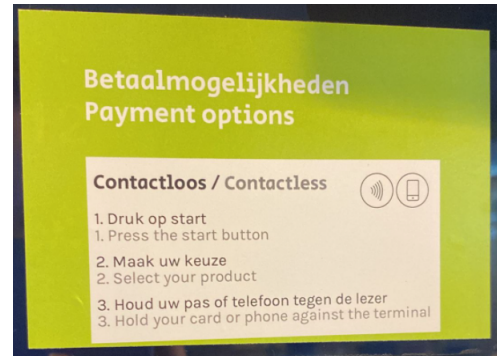 Betaalmogelijkheden
Payment options
Contactloos / Contactless
1. Druk op start
1. Press the start button
2. Maak uw keuze
2. Select your product
3. Houd uw pas of telefoon tegen de lezer
3. Hold your card or phone against the terminal